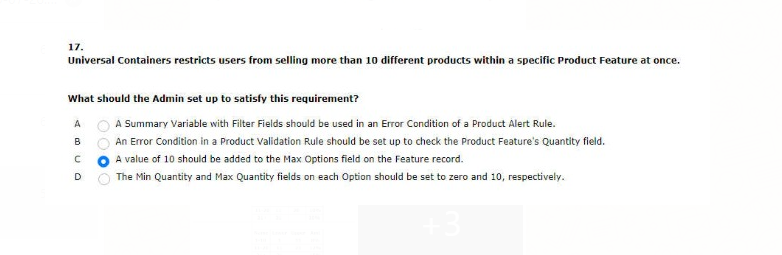 17.
Universal Containers restricts users from selling more than 10 different products within a specific Product Feature at once.
What should the Admin set up to satisfy this requirement?
A A Summary Variable with Filter Fields should be used in an Error Condition of a Product Alert Rule.
B An Error Condition in a Product Validation Rule should be set up to check the Product Feature's Quantity field.
C A value of 10 should be added to the Max Options field on the Feature record.
D The Min Quantity and Max Quantity fields on each Option should be set to zero and 10, respectively.
+3